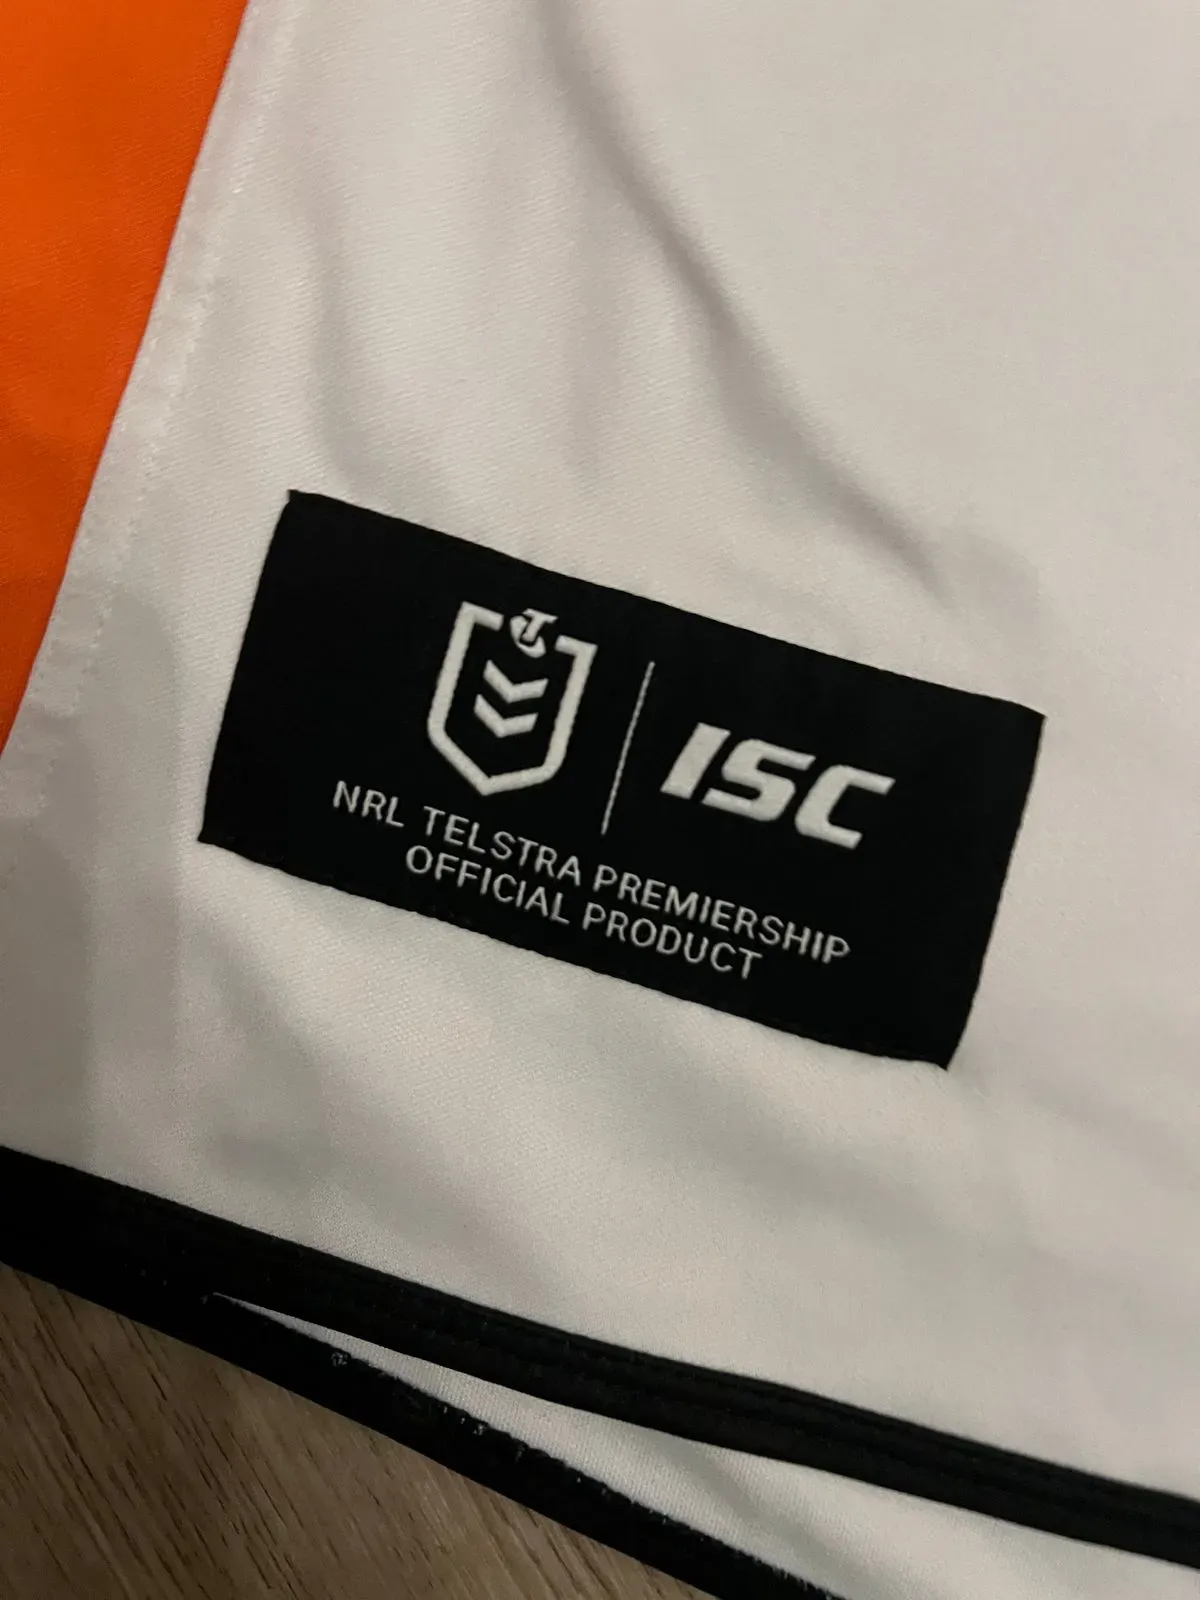 ISC
NRL TELSTRA PREMIERSHIP
OFFICIAL PRODUCT